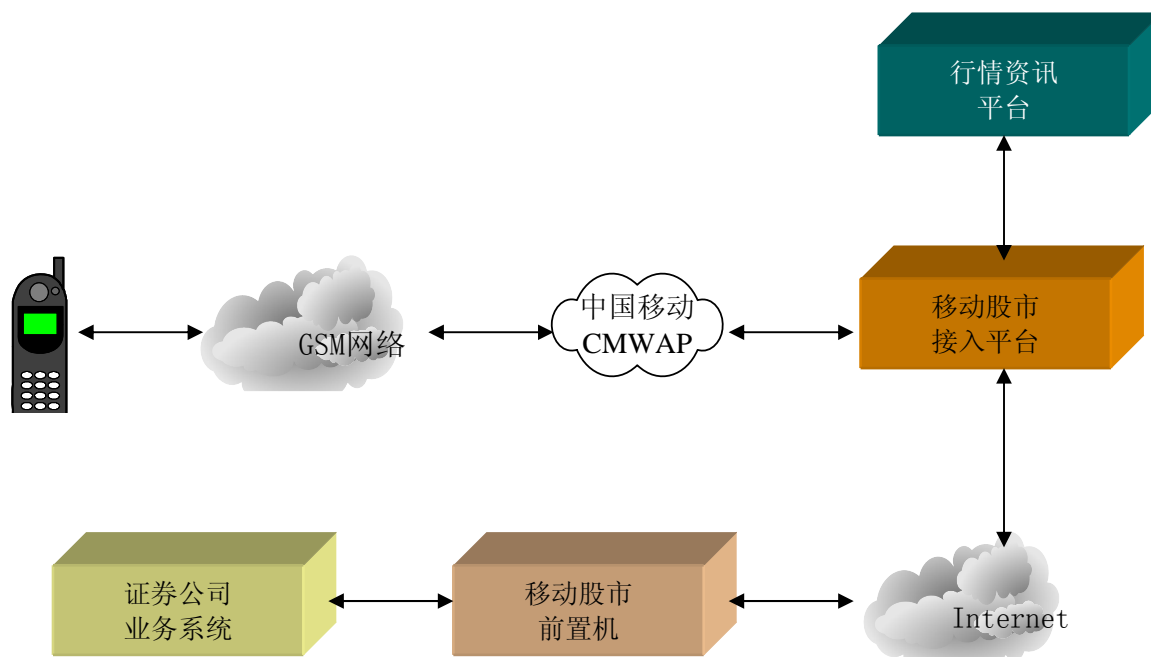 行情资讯
平台
中国移动
CMWAP
GSM网络
移动股市
接入平台
证券公司
业务系统
移动股市
前置机
Internet